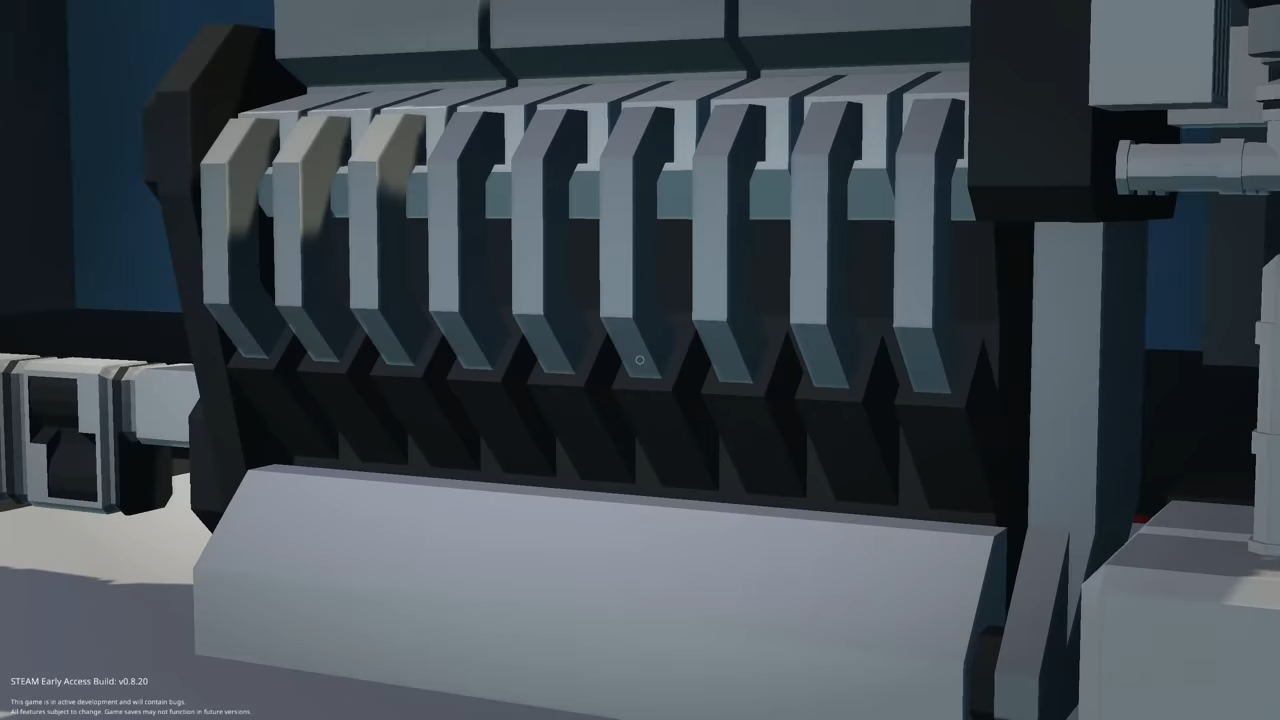 STEAM Early Access Build: v0.8.20
This game is in active development and will contain bugs.
All features subject to change. Game saves may not function in future versions.